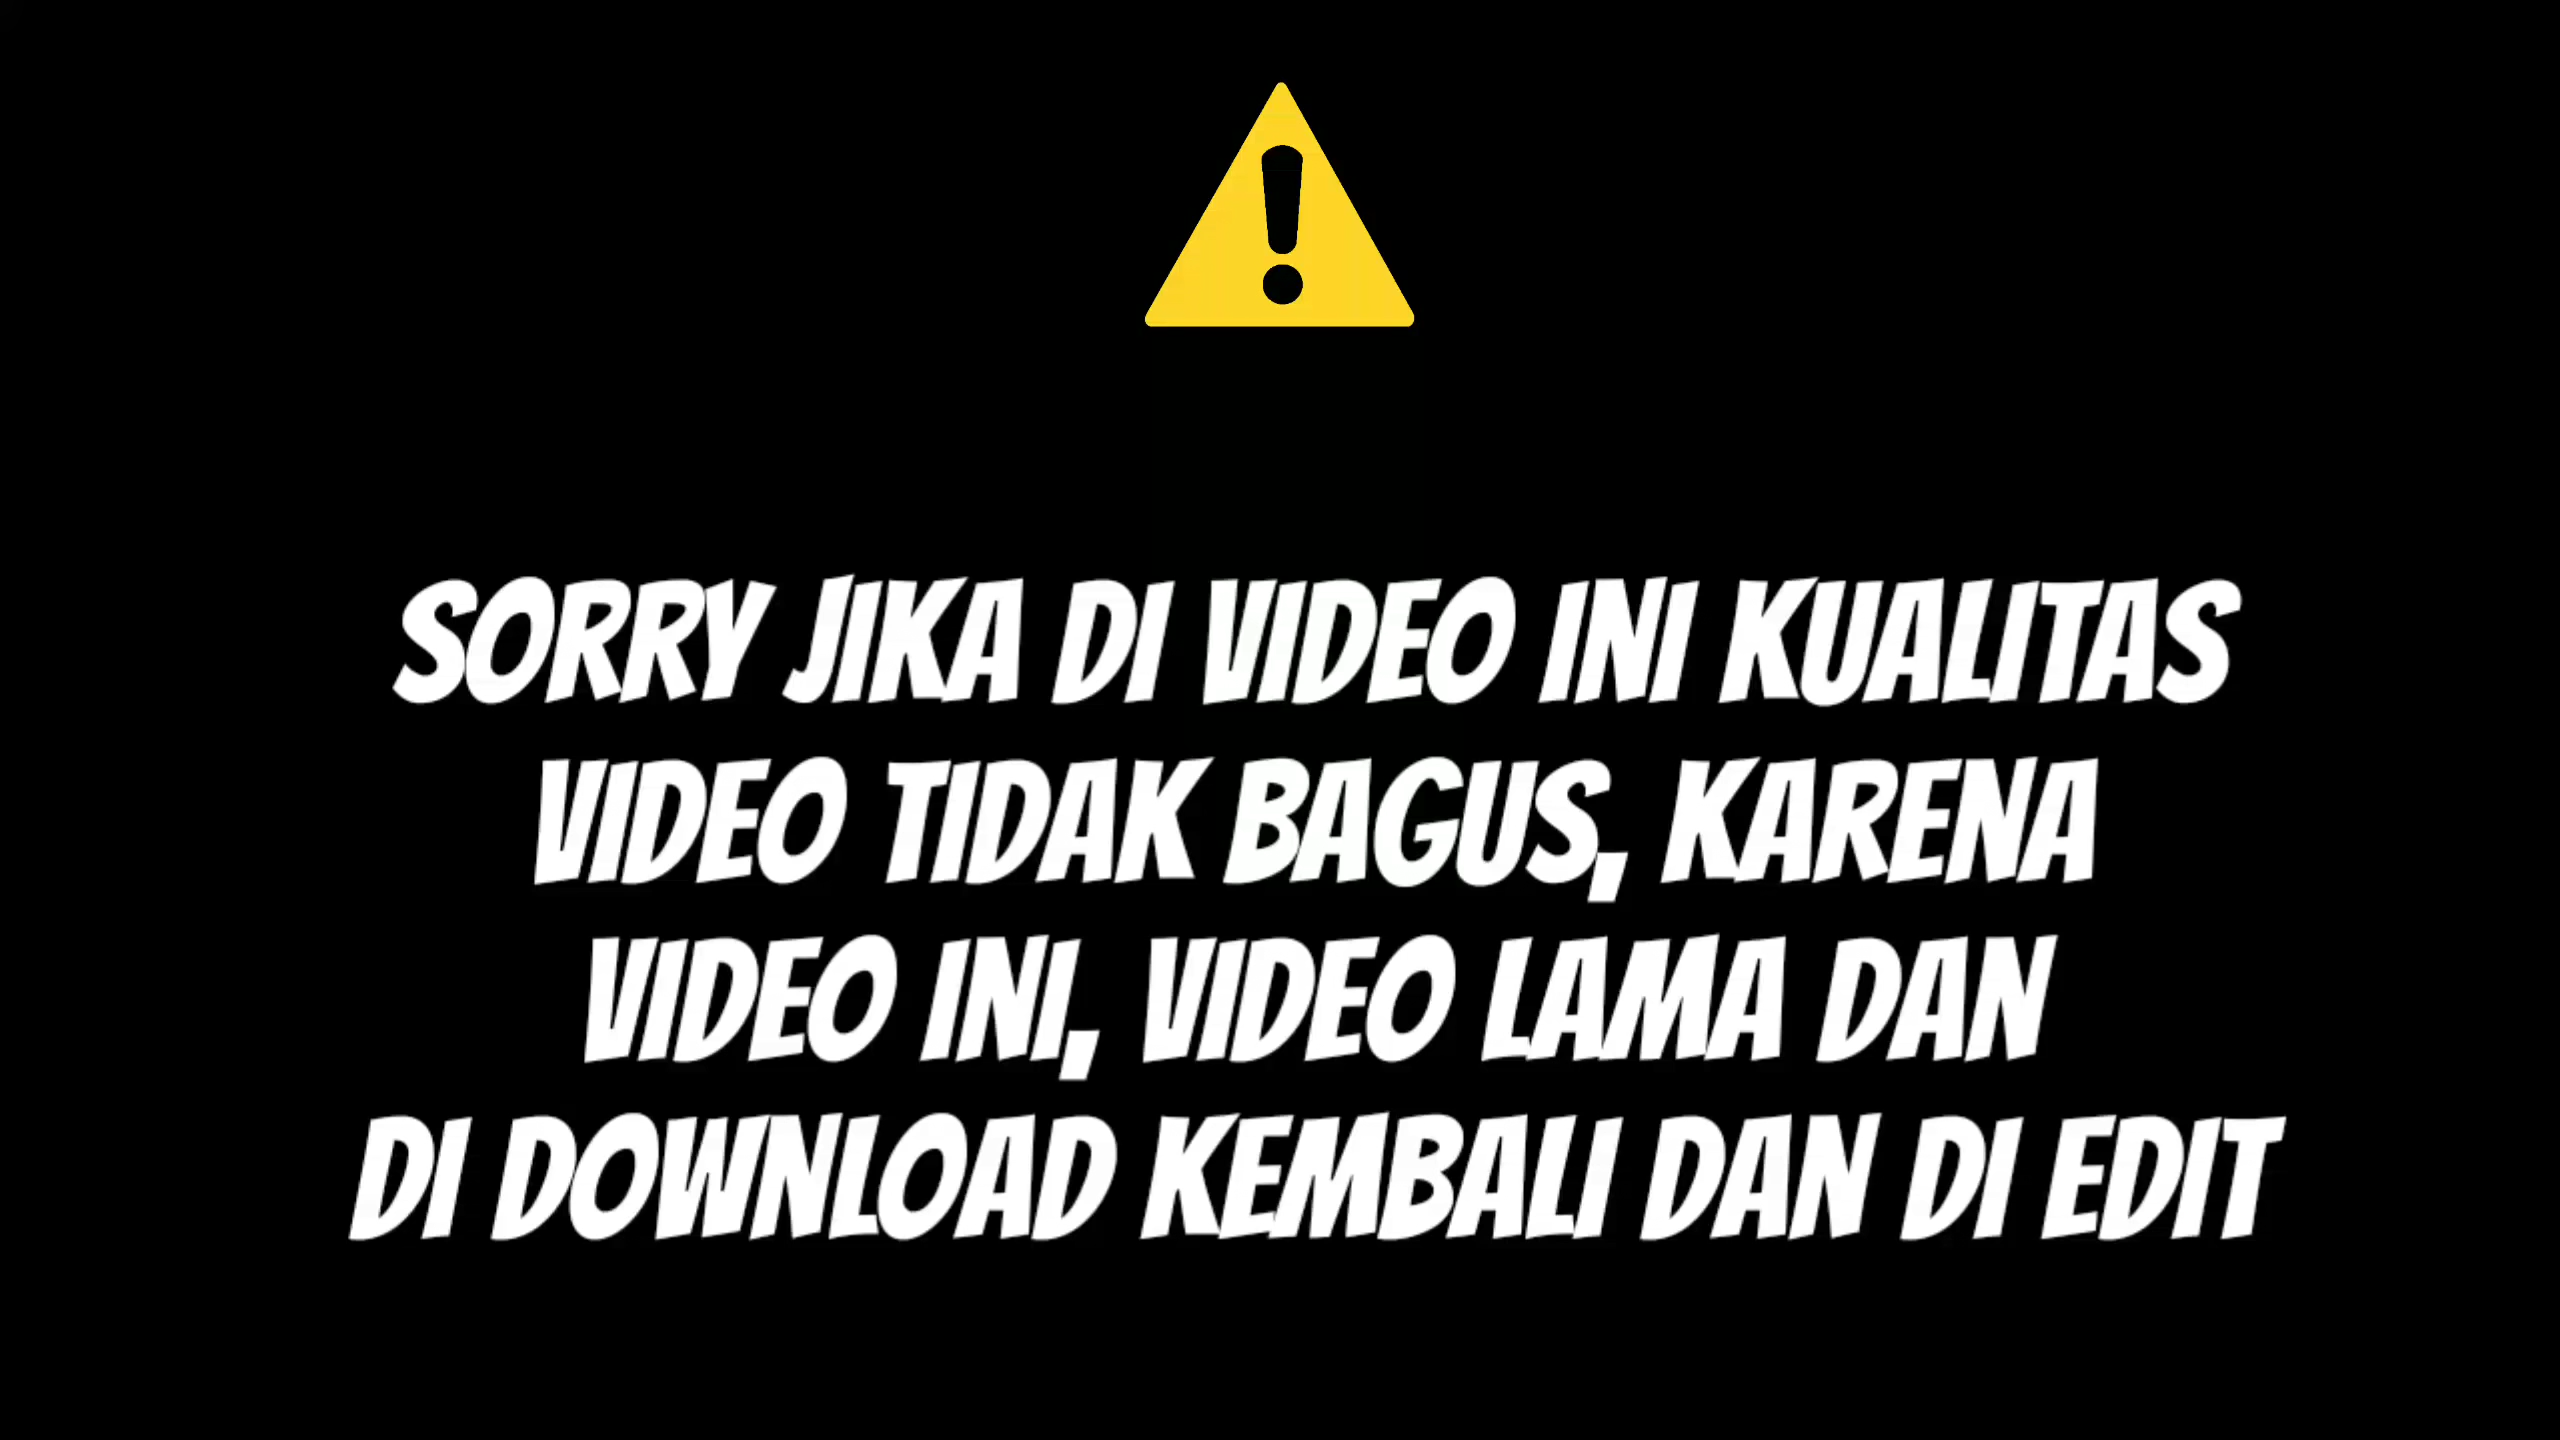 SORRY JIKA DI VIDEO INI KUALITAS
VIDEO TIDAK BAGUS, KARENA
VIDEO INI, VIDEO LAMA DAN
DI DOWNLOAD KEMBALI DAN DI EDIT